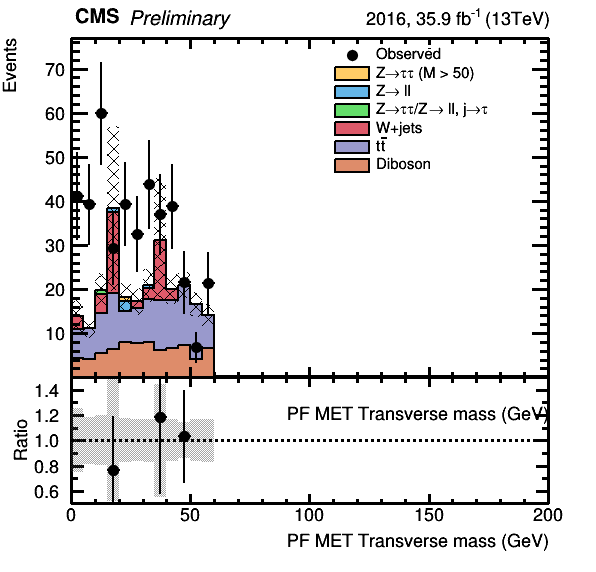 CMS Preliminary 2016, 35.9 fb⁻¹ (13TeV)
Events
Observed
Z→ττ (M > 50)
Z→ ll
Z→ττ/Z→ ll, j→τ
W+jets
tt̄
Diboson
70
60
50
40
30
20
10
PF MET Transverse mass (GeV)
Ratio
1.4
1.2
1.0
0.8
0.6
0 50 100 150 200
PF MET Transverse mass (GeV)